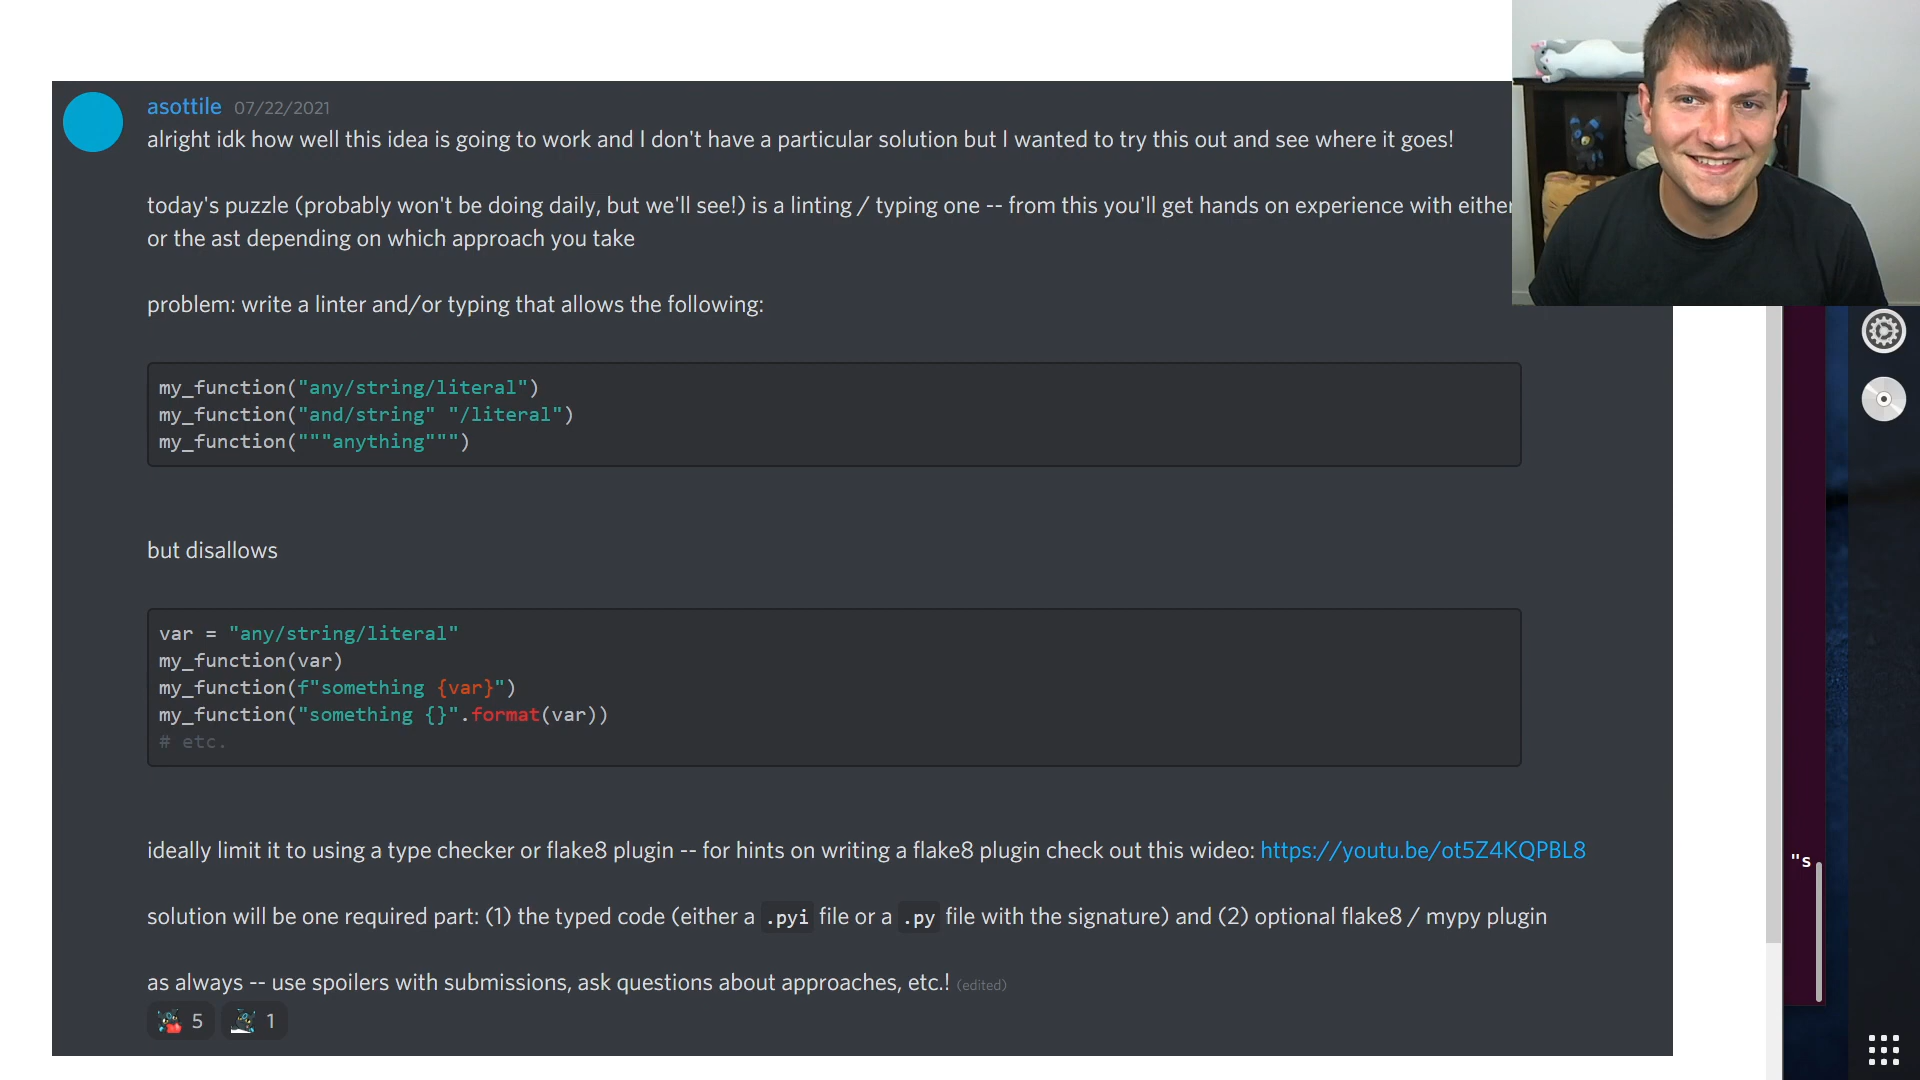 asottile 07/22/2021
alright idk how well this idea is going to work and I don't have a particular solution but I wanted to try this out and see where it goes!
today's puzzle (probably won't be doing daily, but we'll see!) is a linting / typing one -- from this you'll get hands on experience with either
or the ast depending on which approach you take
problem: write a linter and/or typing that allows the following:
my_function("any/string/literal")
my_function("and/string" "/literal")
my_function("""anything""")
but disallows
var = "any/string/literal"
my_function(var)
my_function(f"something {var}")
my_function("something {}".format(var))
# etc.
ideally limit it to using a type checker or flake8 plugin -- for hints on writing a flake8 plugin check out this wideo: https://youtu.be/ot5Z4KQPBL8
solution will be one required part: (1) the typed code (either a .pyi file or a .py file with the signature) and (2) optional flake8 / mypy plugin
as always -- use spoilers with submissions, ask questions about approaches, etc.! (edited)
5 1
"s